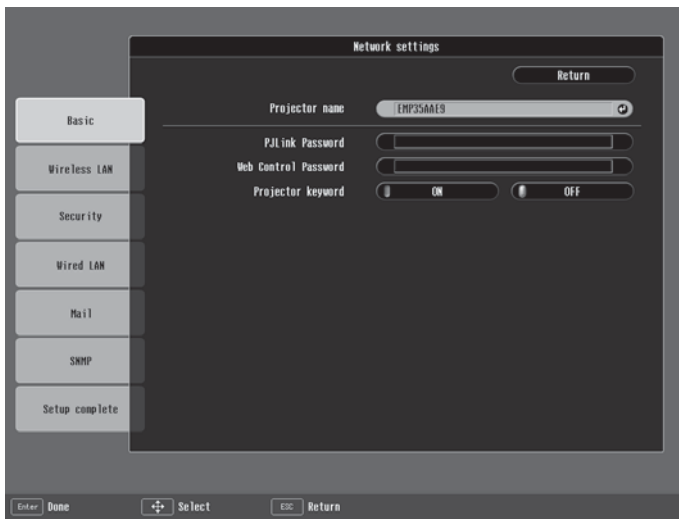 Network settings
Return
Projector name EMP35AAE9
PJLink Password
Web Control Password
Projector keyword ON OFF
Basic
Wireless LAN
Security
Wired LAN
Mail
SNMP
Setup complete
Enter Done Select ESC Return